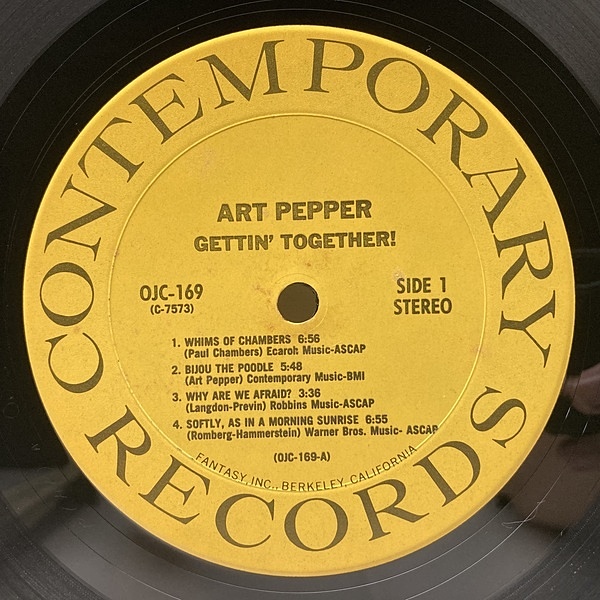 CONTEMPORARY
RECORDS
ART PEPPER
GETTIN' TOGETHER!
OJC-169
(C-7573)
SIDE 1
STEREO
1. WHIMS OF CHAMBERS 6:56
(Paul Chambers) Ecaroh Music-ASCAP
2. BIJOU THE POODLE 5:48
(Art Pepper) Contemporary Music-BMI
3. WHY ARE WE AFRAID? 3:36
(Langdon-Previn) Robbins Music-ASCAP
4. SOFTLY, AS IN A MORNING SUNRISE 6:55
(Romberg-Hammerstein) Warner Bros. Music- ASCAP
(OJC-169-A)
FANTASY, INC., BERKELEY, CALIFORNIA